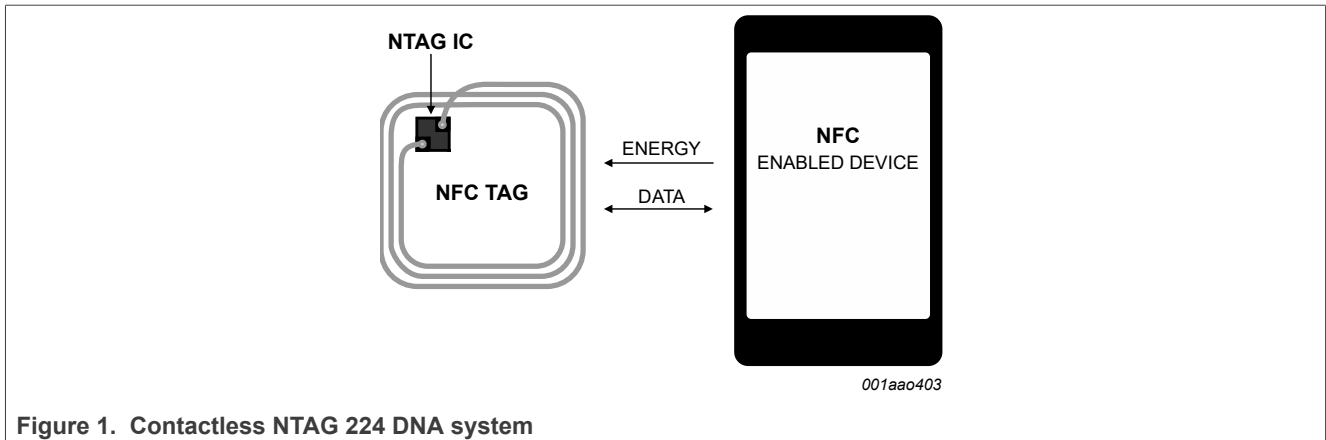 NTAG IC
NFC TAG
ENERGY
DATA
NFC
ENABLED DEVICE
001aao403
Figure 1. Contactless NTAG 224 DNA system